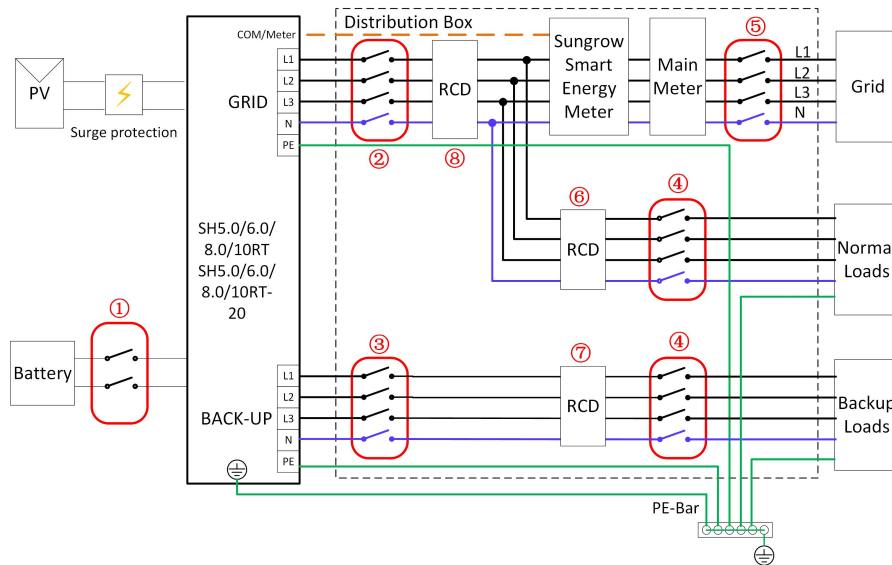 Distribution Box
COM/Meter
L1
L2
L3
N
PE
GRID
PV
Surge protection
②
RCD
⑧
Sungrow
Smart
Energy
Meter
Main
Meter
⑤
L1
L2
L3
N
Grid
SH5.0/6.0/
8.0/10RT
SH5.0/6.0/
8.0/10RT-
20
⑥
RCD
④
Normal
Loads
①
Battery
L1
L2
L3
N
PE
BACK-UP
③
⑦
RCD
④
Backup
Loads
PE-Bar